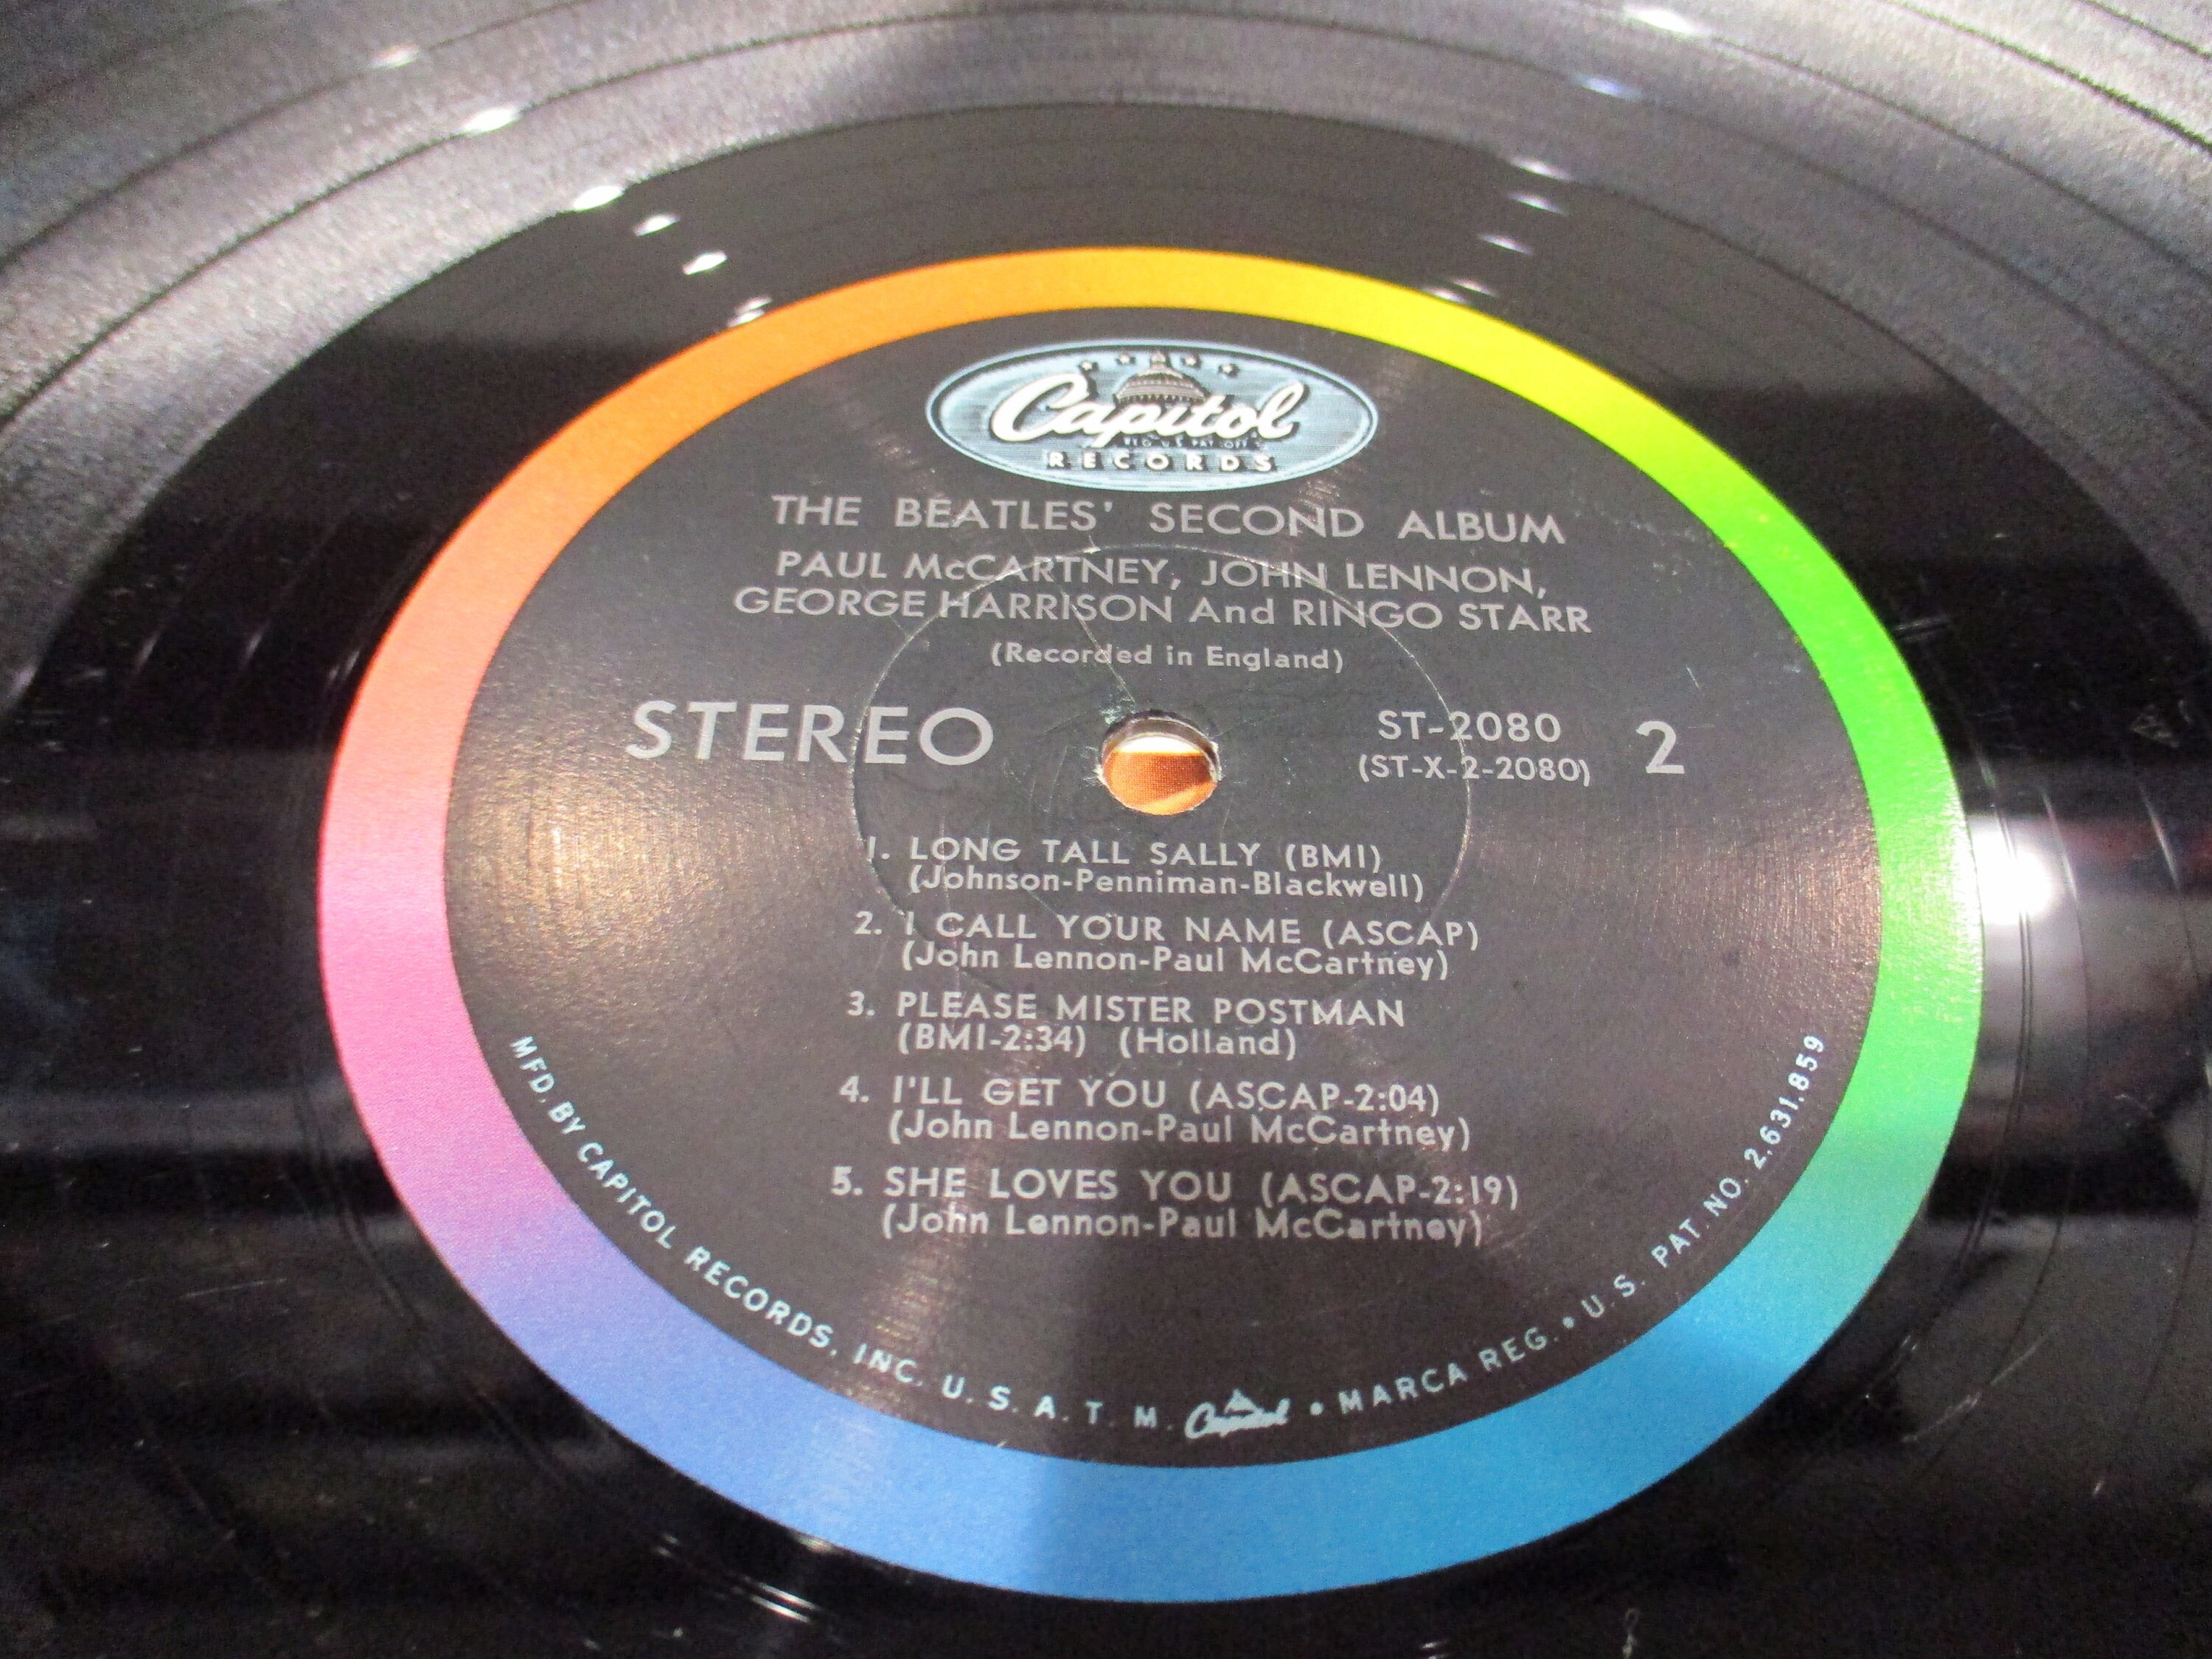 Capitol
REG. U.S. PAT. OFF.
RECORDS
THE BEATLES' SECOND ALBUM
PAUL McCARTNEY, JOHN LENNON,
GEORGE HARRISON And RINGO STARR
(Recorded in England)
STEREO
ST-2080
(ST-X-2-2080)
2
1. LONG TALL SALLY (BMI)
(Johnson-Penniman-Blackwell)
2. I CALL YOUR NAME (ASCAP)
(John Lennon-Paul McCartney)
3. PLEASE MISTER POSTMAN
(BMI-2:34) (Holland)
4. I'LL GET YOU (ASCAP-2:04)
(John Lennon-Paul McCartney)
5. SHE LOVES YOU (ASCAP-2:19)
(John Lennon-Paul McCartney)
MFD. BY CAPITOL RECORDS, INC. U. S. A. T. M. Capitol • MARCA REG. • U. S. PAT. NO. 2,631,859